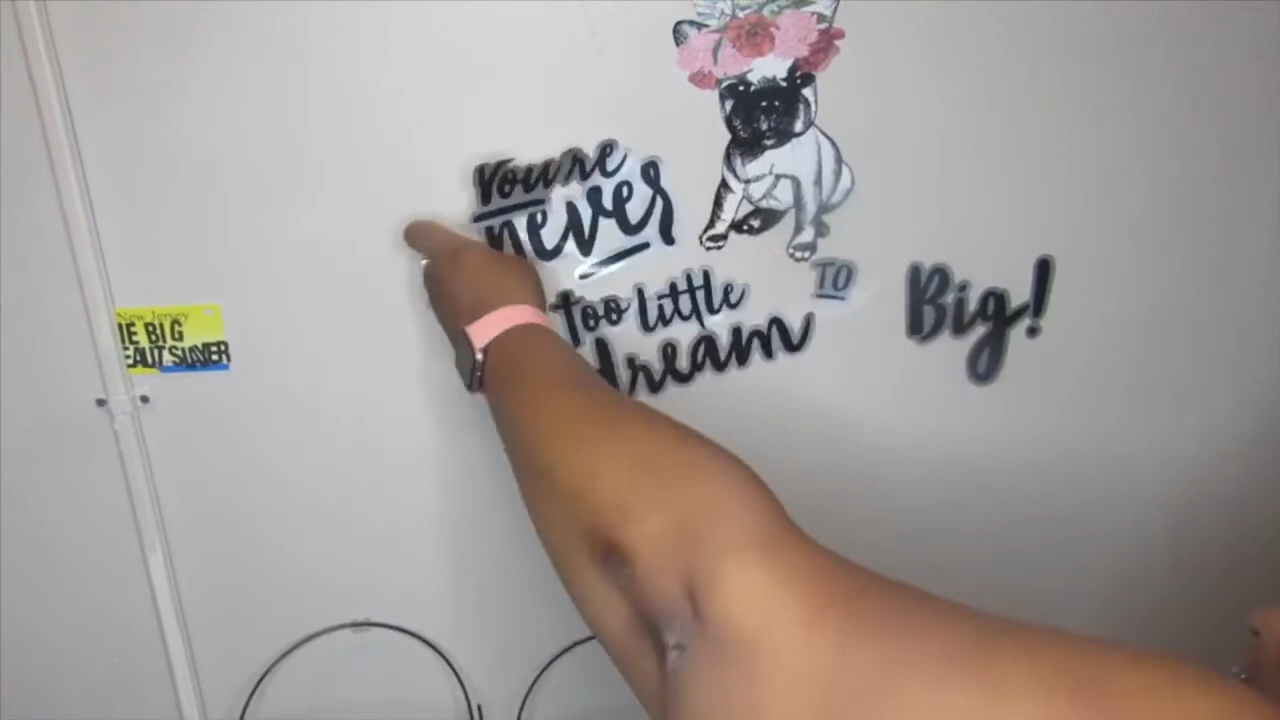 You're
never
too little
TO
dream
Big!
New Jersey
IE BIG
EAUT SLAYER